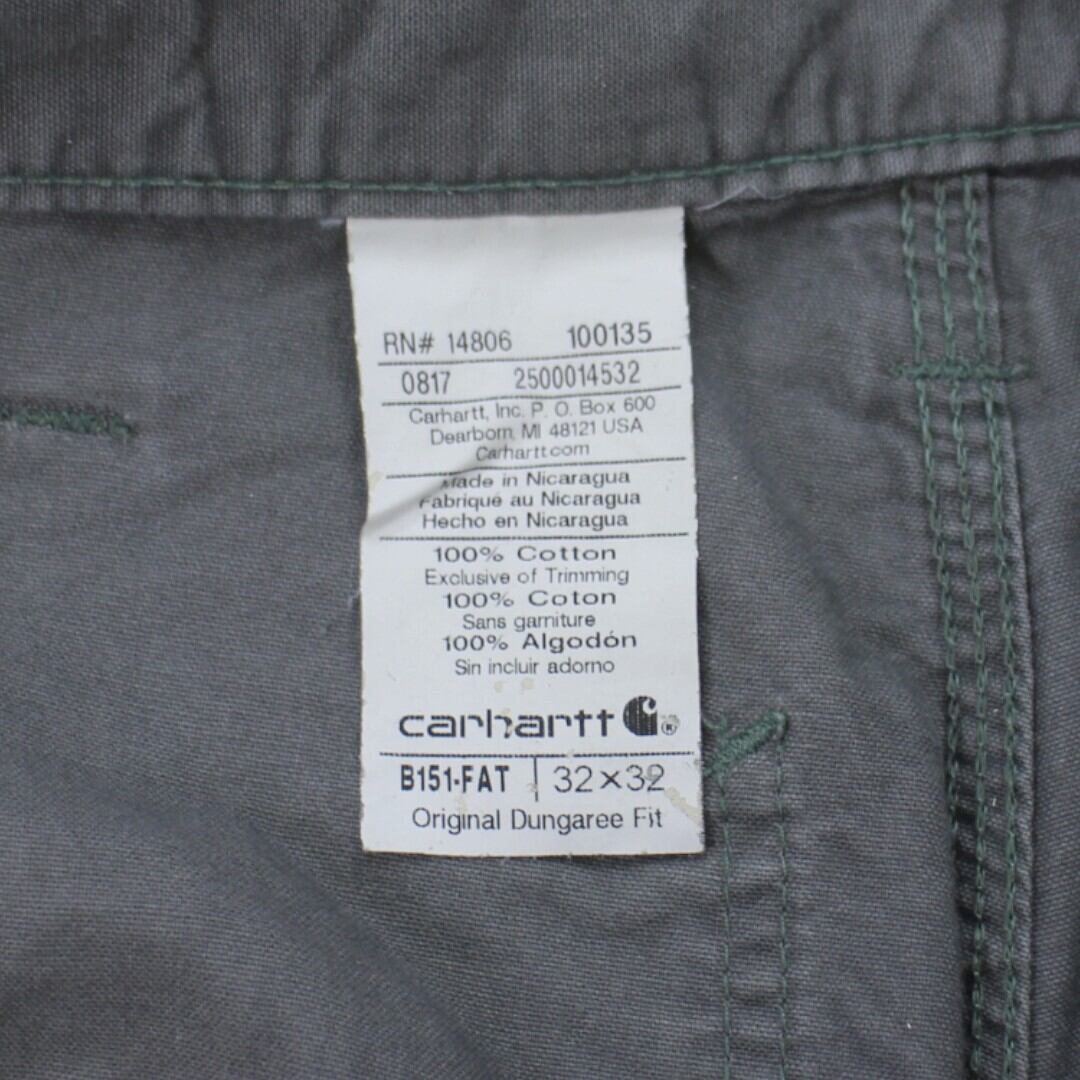 RN# 14806 100135
0817 2500014532
Carhartt, Inc. P. O. Box 600
Dearborn, MI 48121 USA
Carhartt.com
Made in Nicaragua
Fabriqué au Nicaragua
Hecho en Nicaragua
100% Cotton
Exclusive of Trimming
100% Coton
Sans garniture
100% Algodón
Sin incluir adorno
carhartt ®
B151-FAT | 32×32
Original Dungaree Fit